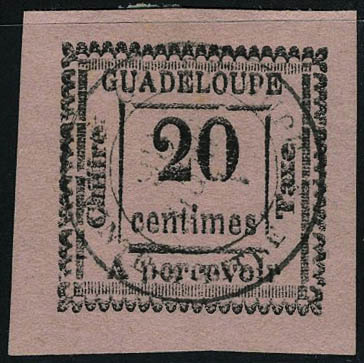 GUADELOUPE
Chiffre
20
centimes
Taxe
A percevoir